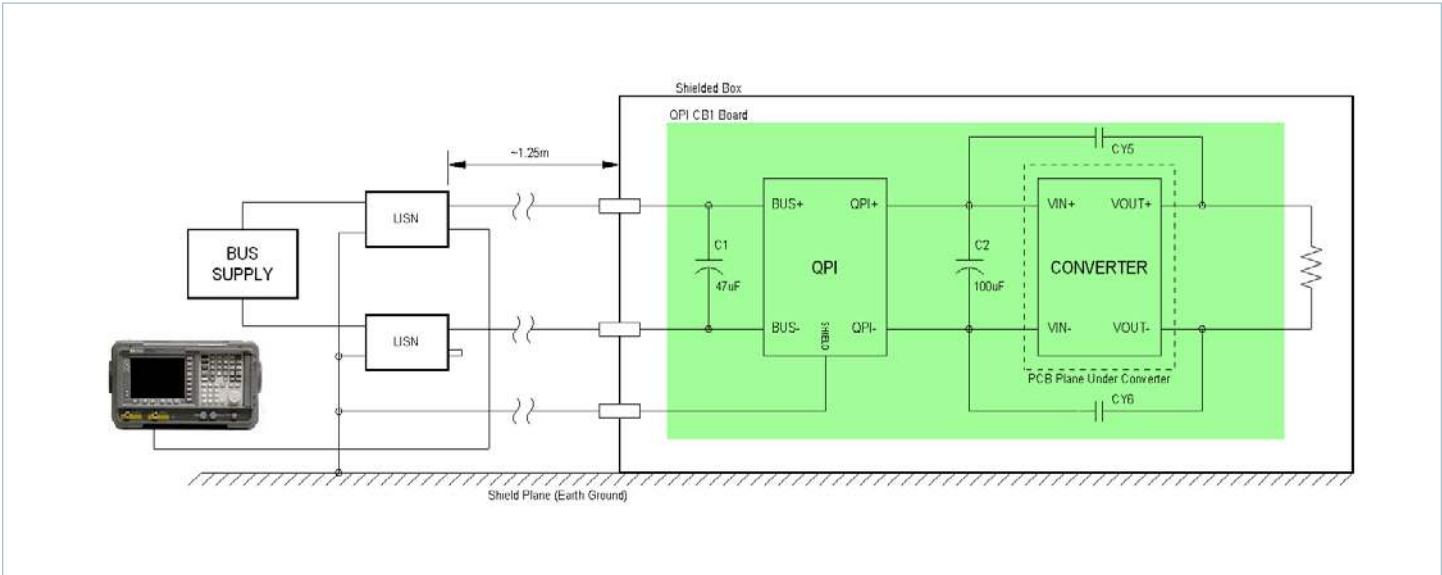 Shielded Box
QPI CB1 Board
~1.25m
CY5
LISN
BUS+
QPI+
VIN+
VOUT+
BUS
SUPPLY
C1
47uF
QPI
C2
100uF
CONVERTER
LISN
BUS-
SHIELD
QPI-
VIN-
VOUT-
PCB Plane Under Converter
CY6
Shield Plane (Earth Ground)